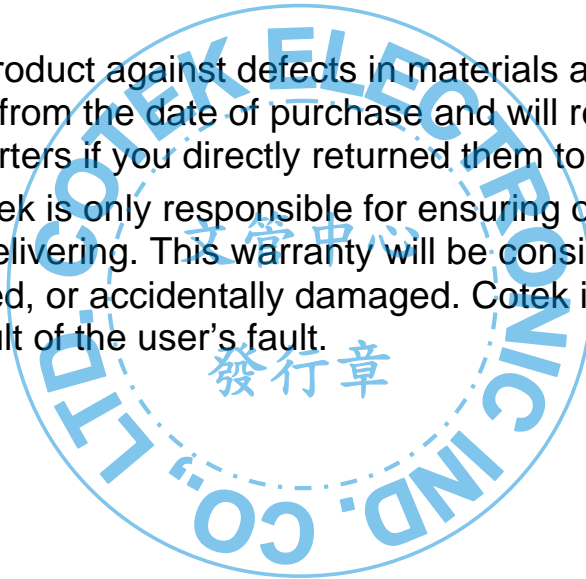 roduct against defects in materials a
from the date of purchase and will r
rters if you directly returned them to
ek is only responsible for ensuring
elivering. This warranty will be consi
ed, or accidentally damaged. Cotek i
ult of the user's fault.
COTEK ELECTRONIC IND. CO., LTD.
文管中心
發行章